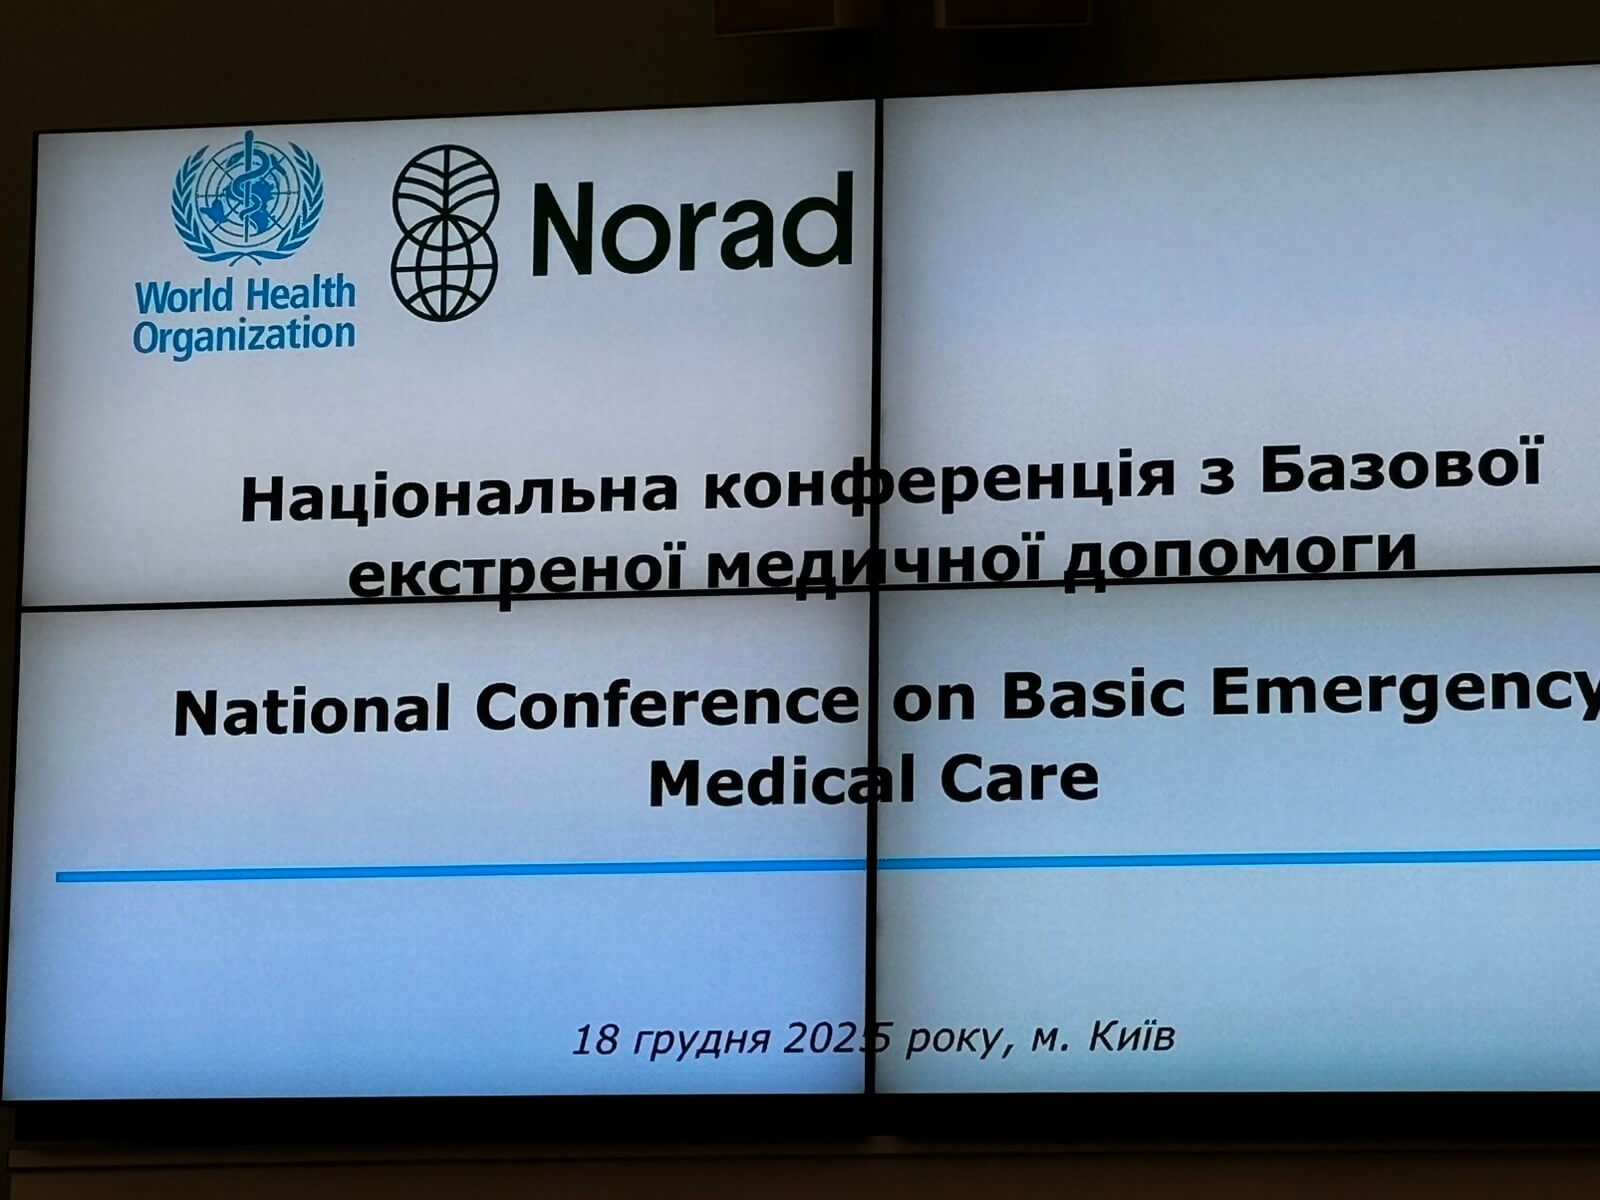 World Health
Organization
Norad
Національна конференція з Базової
екстреної медичної допомоги
National Conference on Basic Emergency
Medical Care
18 грудня 2025 року, м. Київ